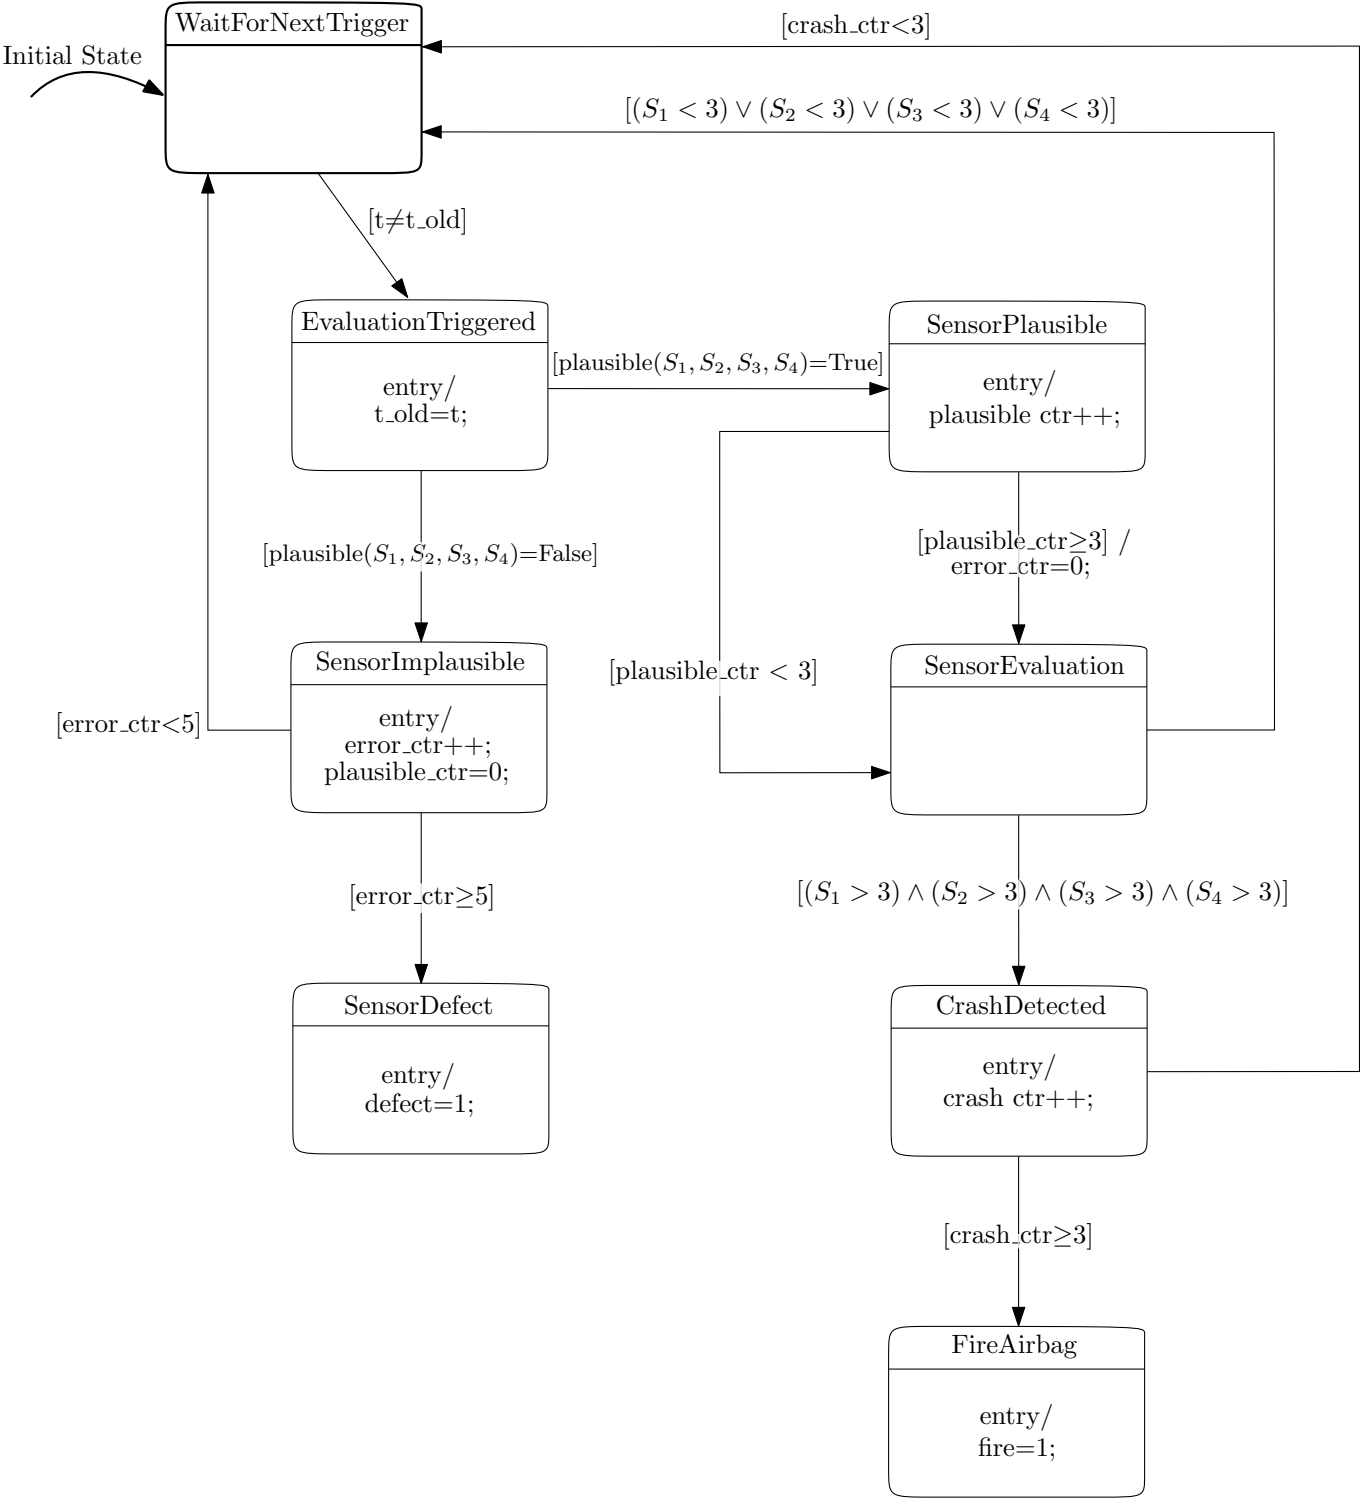 WaitForNextTrigger
[crash_ctr<3]
Initial State
[(S₁ < 3) ∨ (S₂ < 3) ∨ (S₃ < 3) ∨ (S₄ < 3)]
[t≠t_old]
EvaluationTriggered
entry/
t_old=t;
[plausible(S₁, S₂, S₃, S₄)=True]
SensorPlausible
entry/
plausible ctr++;
[plausible(S₁, S₂, S₃, S₄)=False]
[plausible_ctr≥3] /
error_ctr=0;
SensorImplausible
entry/
error_ctr++;
plausible_ctr=0;
[plausible_ctr < 3]
SensorEvaluation
[error_ctr<5]
[error_ctr≥5]
[(S₁ > 3) ∧ (S₂ > 3) ∧ (S₃ > 3) ∧ (S₄ > 3)]
SensorDefect
entry/
defect=1;
CrashDetected
entry/
crash ctr++;
[crash_ctr≥3]
FireAirbag
entry/
fire=1;